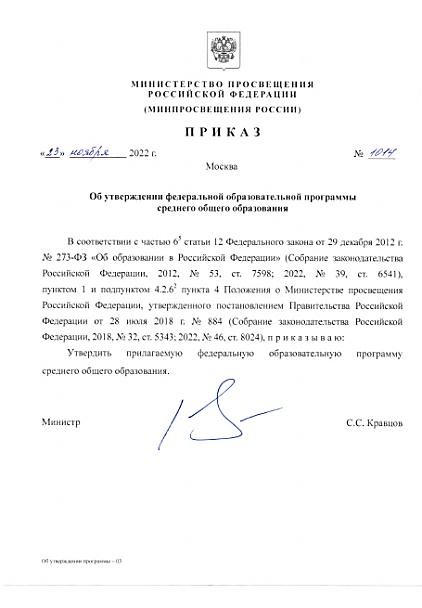 МИНИСТЕРСТВО ПРОСВЕЩЕНИЯ
РОССИЙСКОЙ ФЕДЕРАЦИИ
(МИНПРОСВЕЩЕНИЯ РОССИИ)
ПРИКАЗ
«23» ноября 2022 г. № 1014
Москва
Об утверждении федеральной образовательной программы
среднего общего образования
В соответствии с частью 6⁵ статьи 12 Федерального закона от 29 декабря 2012 г.
№ 273-ФЗ «Об образовании в Российской Федерации» (Собрание законодательства
Российской Федерации, 2012, № 53, ст. 7598; 2022, № 39, ст. 6541),
пунктом 1 и подпунктом 4.2.6² пункта 4 Положения о Министерстве просвещения
Российской Федерации, утвержденного постановлением Правительства Российской
Федерации от 28 июля 2018 г. № 884 (Собрание законодательства Российской
Федерации, 2018, № 32, ст. 5343; 2022, № 46, ст. 8024), п р и к а з ы в а ю:
Утвердить прилагаемую федеральную образовательную программу
среднего общего образования.
Министр С.С. Кравцов
Об утверждении программы – 03